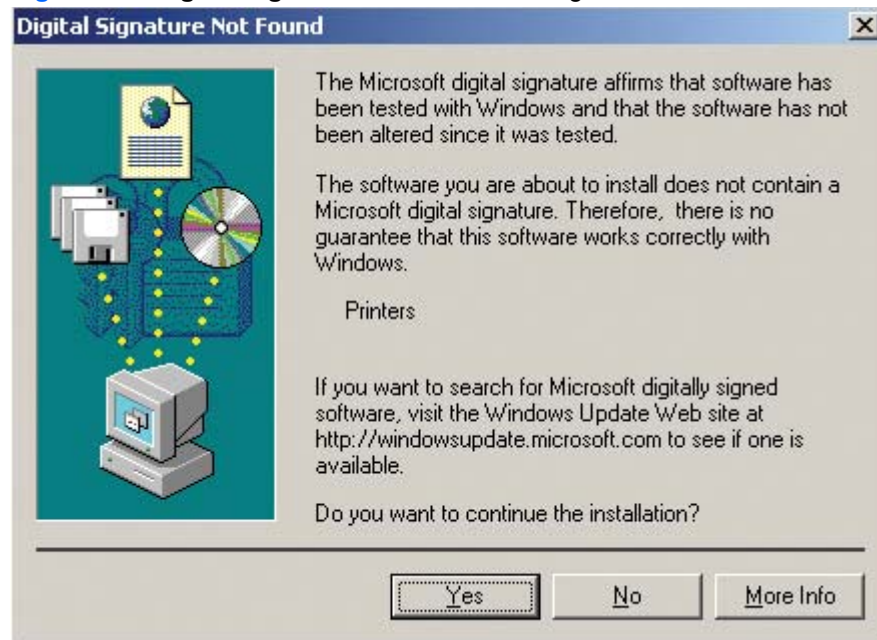 Digital Signature Not Found
The Microsoft digital signature affirms that software has
been tested with Windows and that the software has not
been altered since it was tested.
The software you are about to install does not contain a
Microsoft digital signature. Therefore, there is no
guarantee that this software works correctly with
Windows.
Printers
If you want to search for Microsoft digitally signed
software, visit the Windows Update Web site at
http://windowsupdate.microsoft.com to see if one is
available.
Do you want to continue the installation?
Yes No More Info